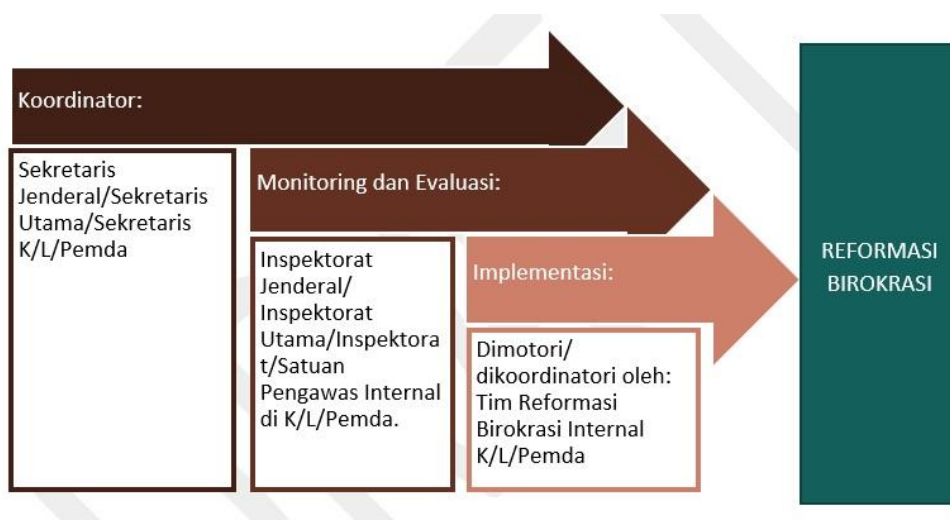 Koordinator:
Sekretaris
Jenderal/Sekretaris
Utama/Sekretaris
K/L/Pemda
Monitoring dan Evaluasi:
Inspektorat
Jenderal/
Inspektorat
Utama/Inspektora
t/Satuan
Pengawas Internal
di K/L/Pemda.
Implementasi:
Dimotori/
dikoordinatori oleh:
Tim Reformasi
Birokrasi Internal
K/L/Pemda
REFORMASI
BIROKRASI